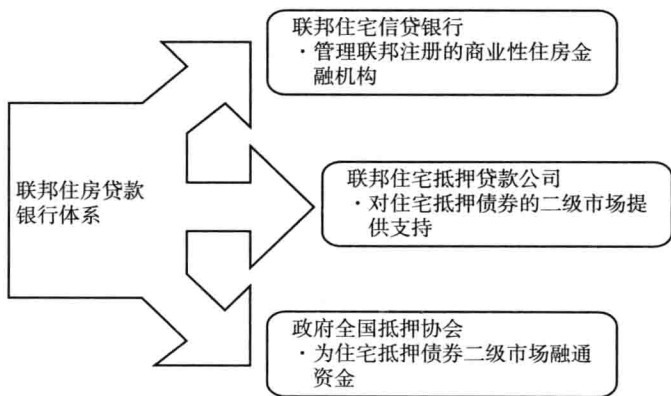 联邦住宅信贷银行
·管理联邦注册的商业性住房金
融机构
联邦住房贷款
银行体系
联邦住宅抵押贷款公司
·对住宅抵押债券的二级市场提
供支持
政府全国抵押协会
·为住宅抵押债券二级市场融通
资金